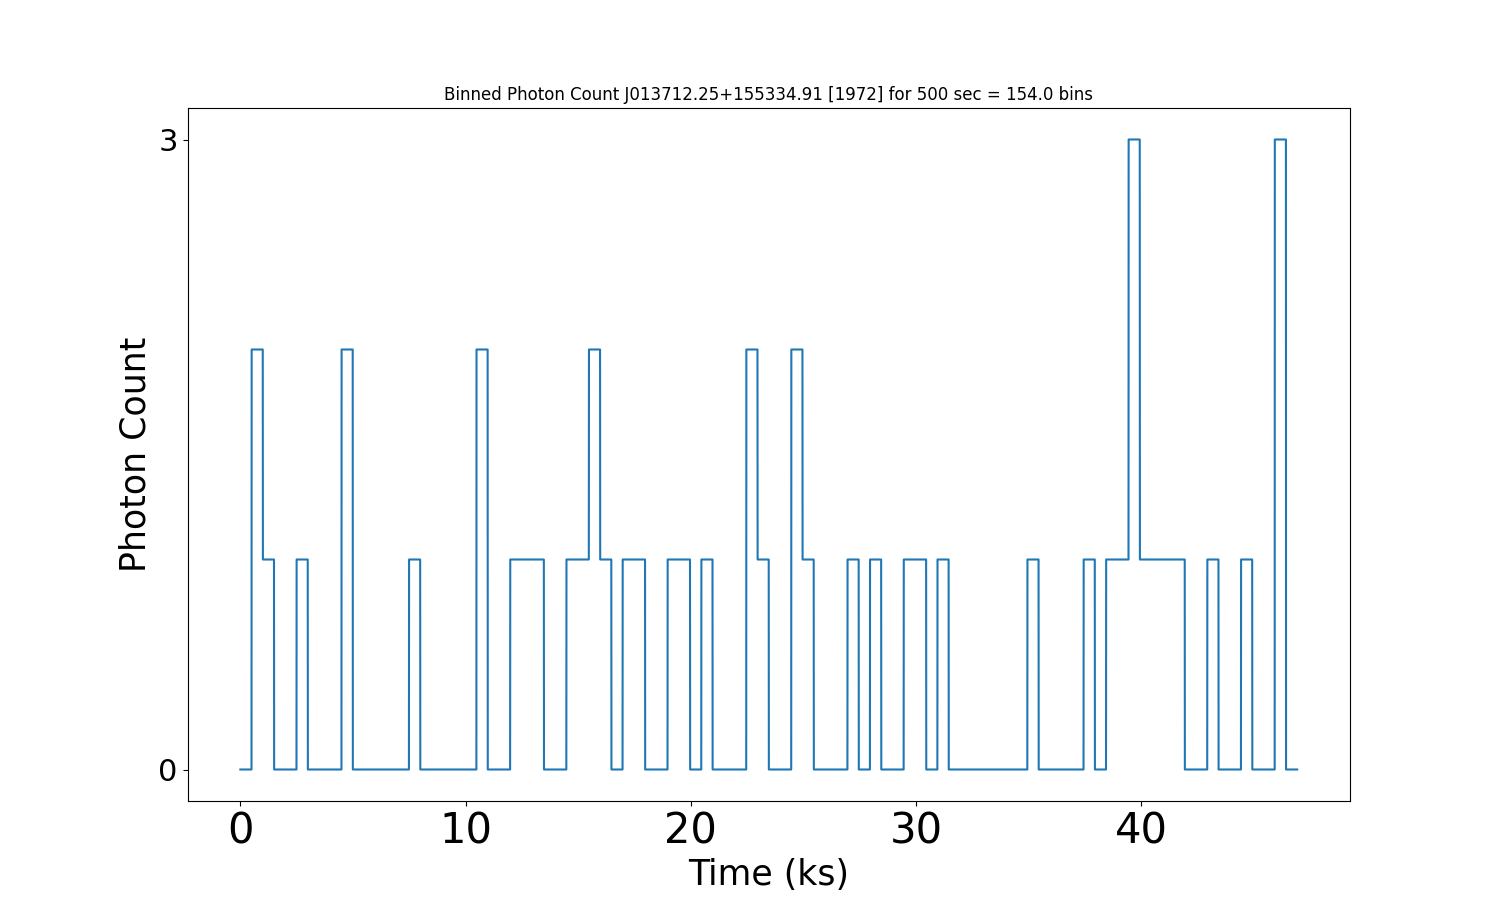 Binned Photon Count J013712.25+155334.91 [1972] for 500 sec = 154.0 bins
3
Photon Count
0
0 10 20 30 40
Time (ks)